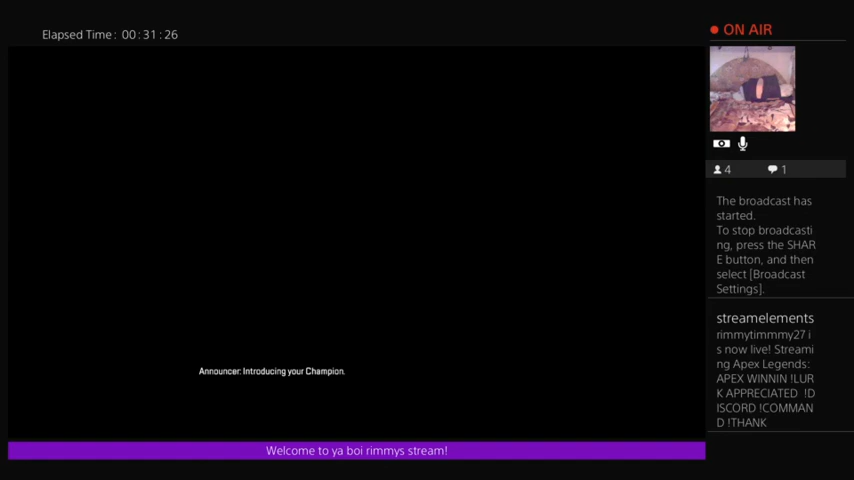 Elapsed Time: 00:31:26
ON AIR
4
1
The broadcast has
started.
To stop broadcasti
ng, press the SHAR
E button, and then
select [Broadcast
Settings].
streamelements
rimmytimmmy27 i
s now live! Streami
ng Apex Legends:
APEX WINNIN !LUR
K APPRECIATED !D
ISCORD !COMMAN
D !THANK
Announcer: Introducing your Champion.
Welcome to ya boi rimmys stream!